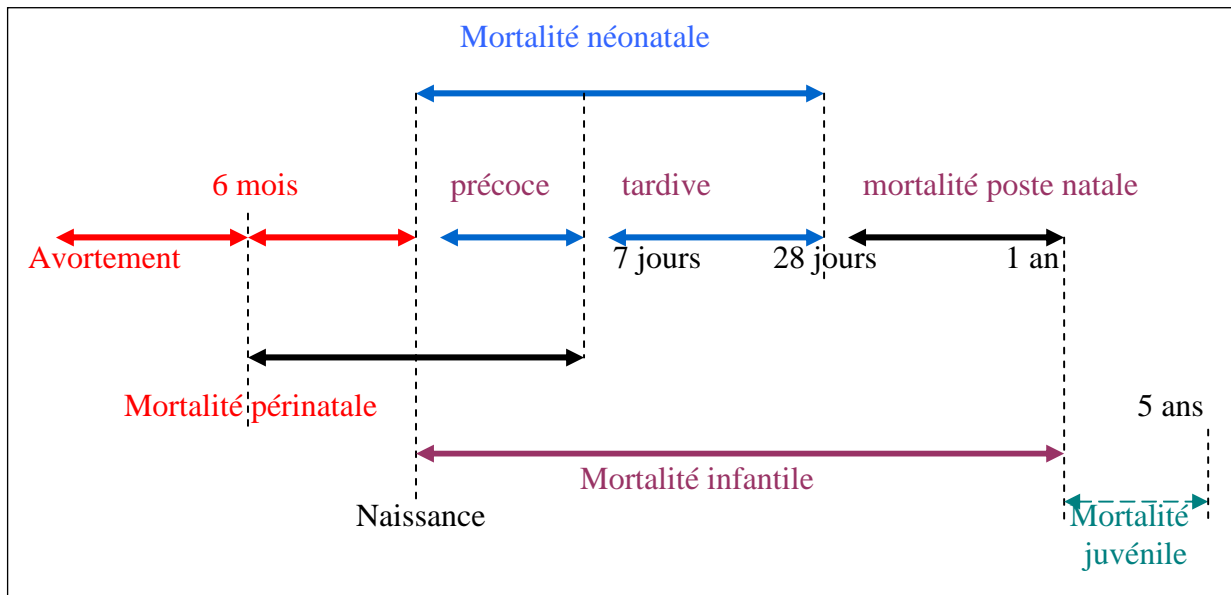 Mortalité néonatale
6 mois
précoce
tardive
mortalité poste natale
Avortement
7 jours
28 jours
1 an
Mortalité périnatale
5 ans
Mortalité infantile
Naissance
Mortalité
juvénile